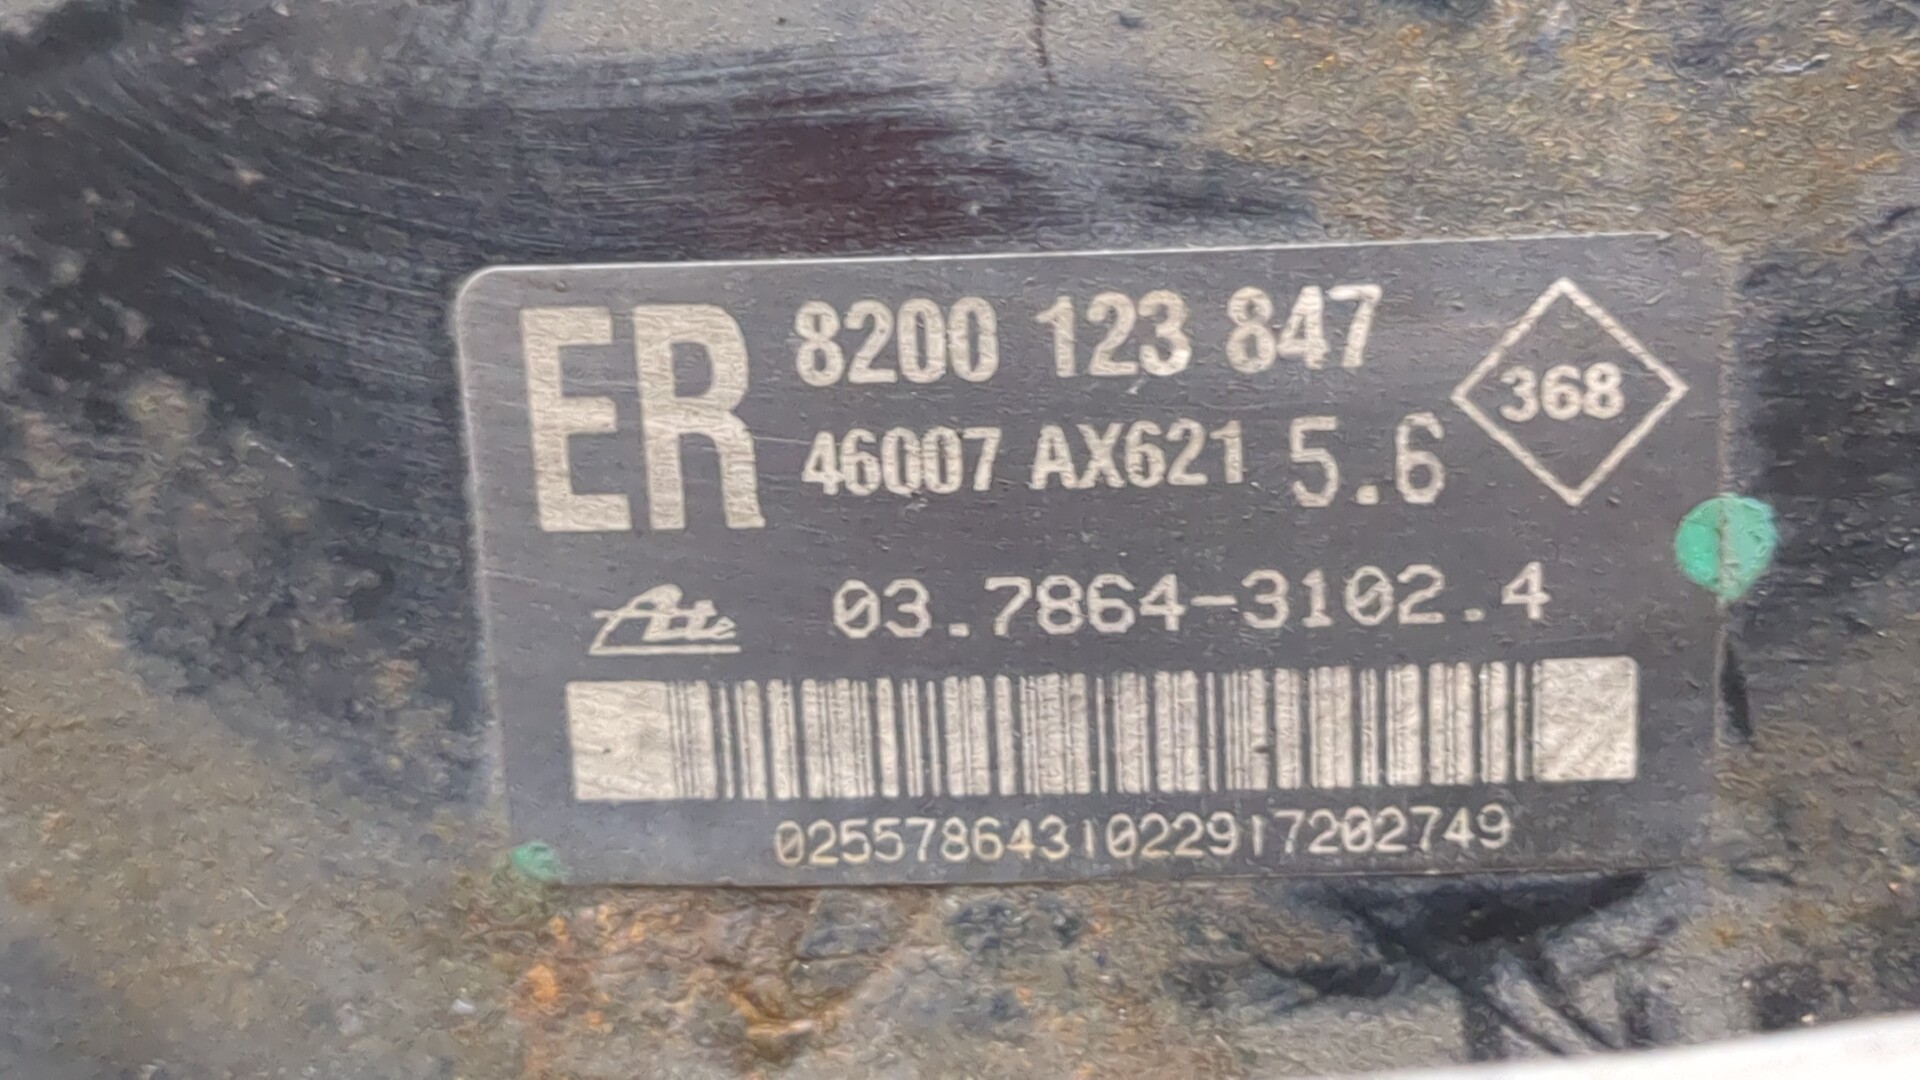 ER
8200 123 847
368
46007 AX621 5.6
Ate 03.7864-3102.4
0255786431022917202749